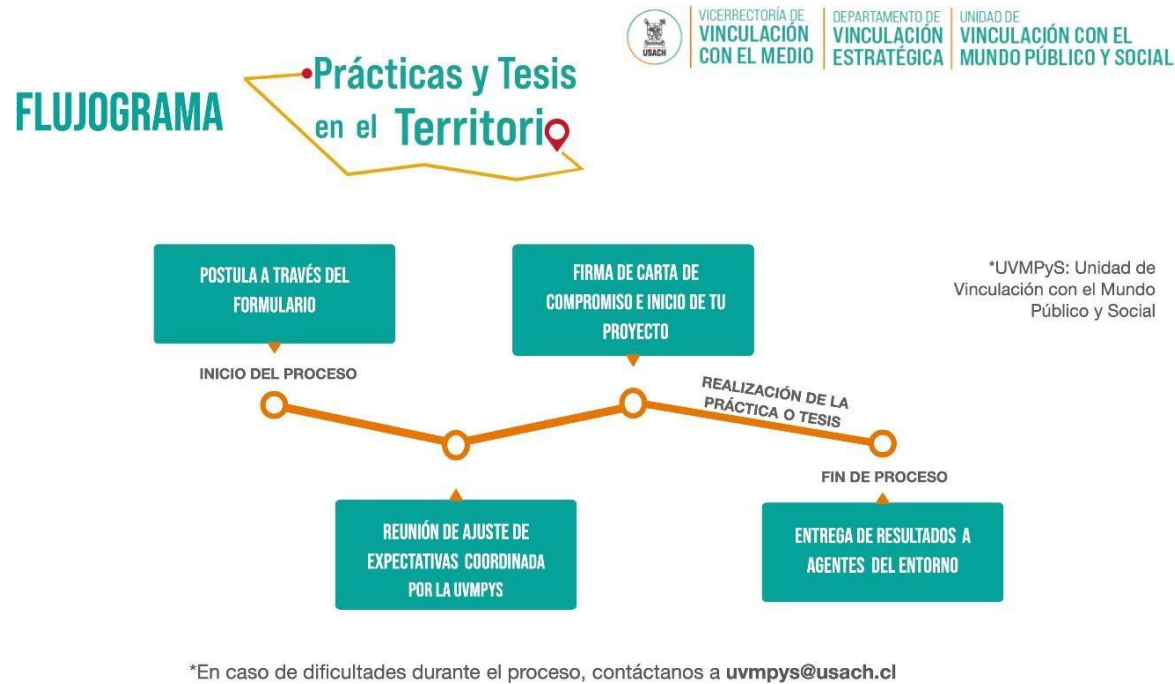 VICERRECTORÍA DE
VINCULACIÓN
CON EL MEDIO
DEPARTAMENTO DE
VINCULACIÓN
ESTRATÉGICA
UNIDAD DE
VINCULACIÓN CON EL
MUNDO PÚBLICO Y SOCIAL
USACH
FLUJOGRAMA
Prácticas y Tesis
en el Territorio
POSTULA A TRAVÉS DEL
FORMULARIO
FIRMA DE CARTA DE
COMPROMISO E INICIO DE TU
PROYECTO
*UVMPyS: Unidad de
Vinculación con el Mundo
Público y Social
INICIO DEL PROCESO
REALIZACIÓN DE LA
PRÁCTICA O TESIS
FIN DE PROCESO
REUNIÓN DE AJUSTE DE
EXPECTATIVAS COORDINADA
POR LA UVMPYS
ENTREGA DE RESULTADOS A
AGENTES DEL ENTORNO
*En caso de dificultades durante el proceso, contáctanos a uvmpys@usach.cl